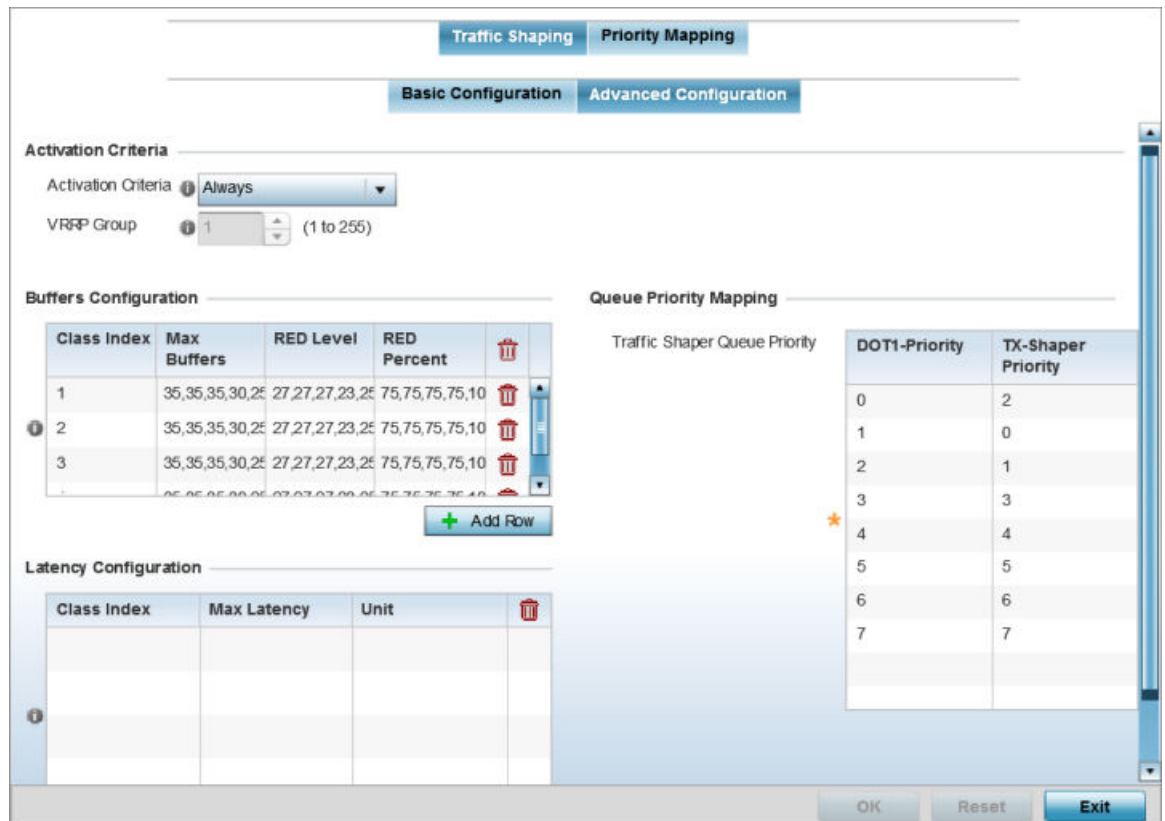 Traffic Shaping Priority Mapping
Basic Configuration Advanced Configuration
Activation Criteria
Activation Criteria Always
VRRP Group 1 (1 to 255)
Buffers Configuration
Class Index Max Buffers RED Level RED Percent
1 35,35,35,30,25 27,27,27,23,25 75,75,75,75,10
2 35,35,35,30,25 27,27,27,23,25 75,75,75,75,10
3 35,35,35,30,25 27,27,27,23,25 75,75,75,75,10
+ Add Row
Latency Configuration
Class Index Max Latency Unit
Queue Priority Mapping
Traffic Shaper Queue Priority
DOT1-Priority TX-Shaper Priority
0 2
1 0
2 1
3 3
4 4
5 5
6 6
7 7
OK Reset Exit